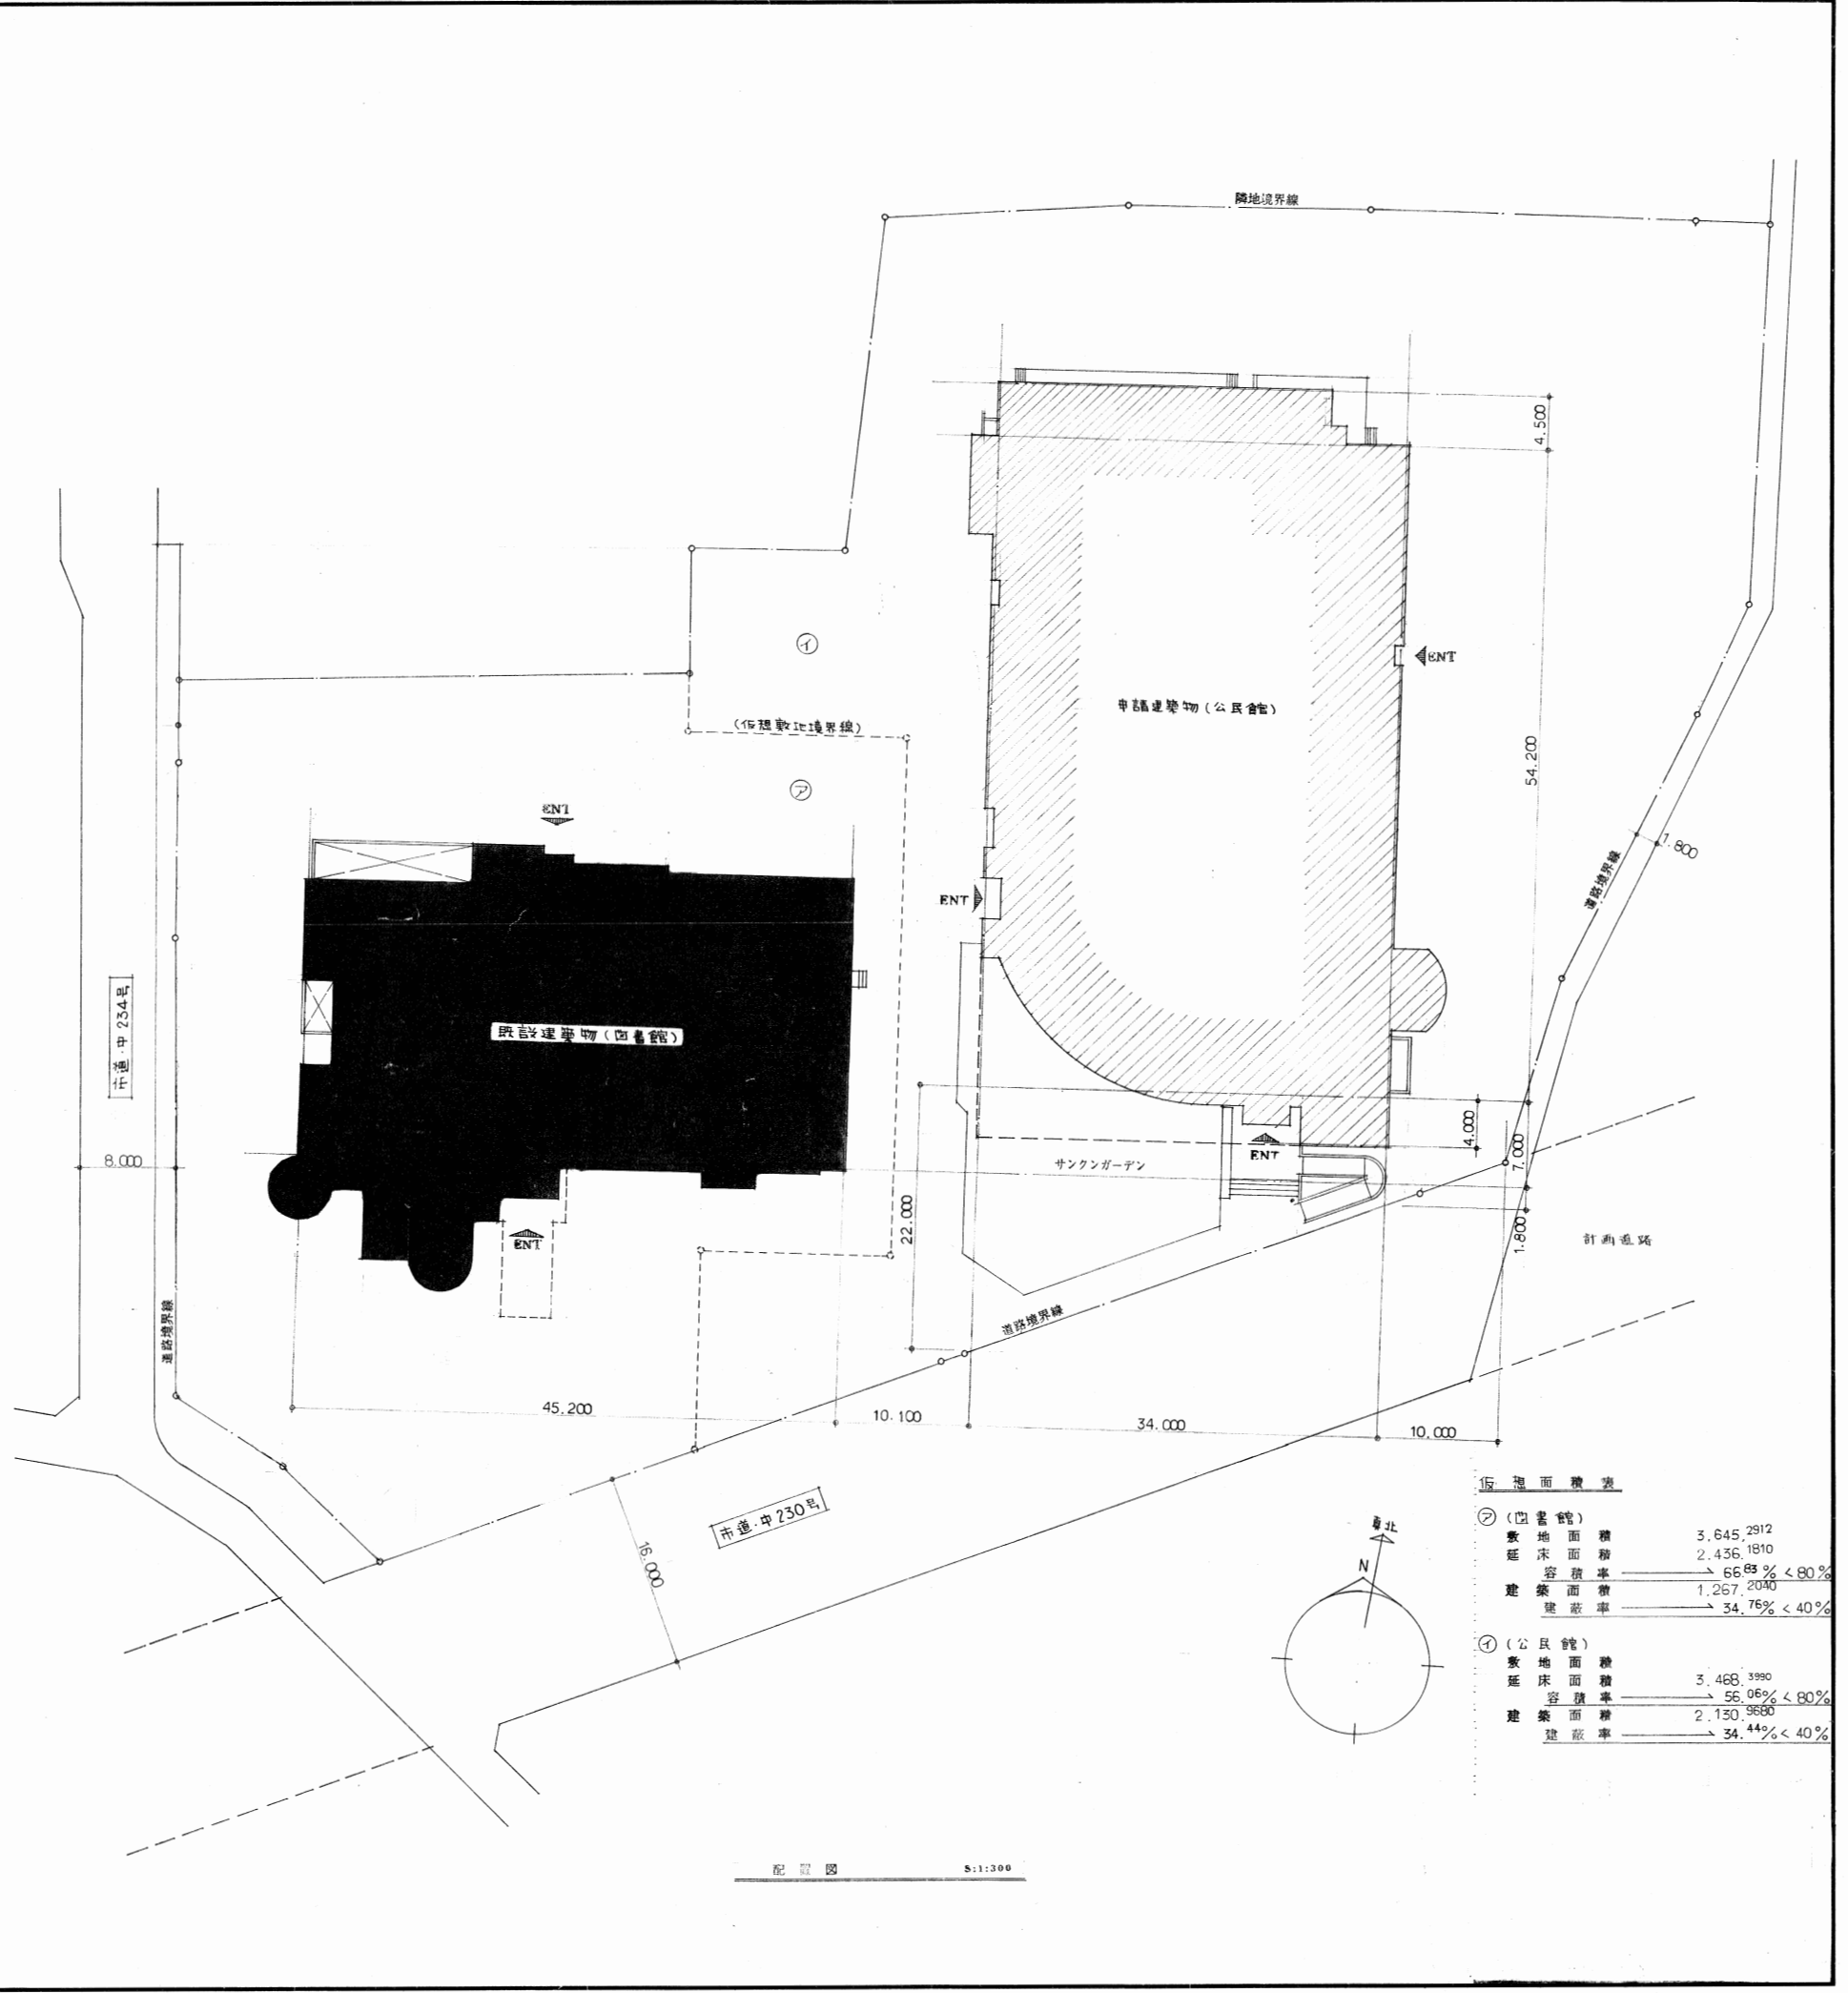 隣地境界線
4.500
㋑
ENT
申請建築物(公民館)
(仮想敷地境界線)
54.200
㋐
ENT
1.800
道路境界線
ENT
既設建築物(図書館)
市道・中234号
8.000
サンクンガーデン
ENT
4.000
7.000
22.000
1.800
計画道路
ENT
道路境界線
道路境界線
45.200
10.100
34.000
10.000
市道・中230号
16.000
真北
N
仮想面積表
㋐(図書館)
敷地面積 3.645.2912
延床面積 2.436.1810
容積率 66.83% < 80%
建築面積 1.267.2040
建蔽率 34.76% < 40%
㋑(公民館)
敷地面積
延床面積 3.468.3990
容積率 56.06% < 80%
建築面積 2.130.9680
建蔽率 34.44% < 40%
配置図 S:1:300